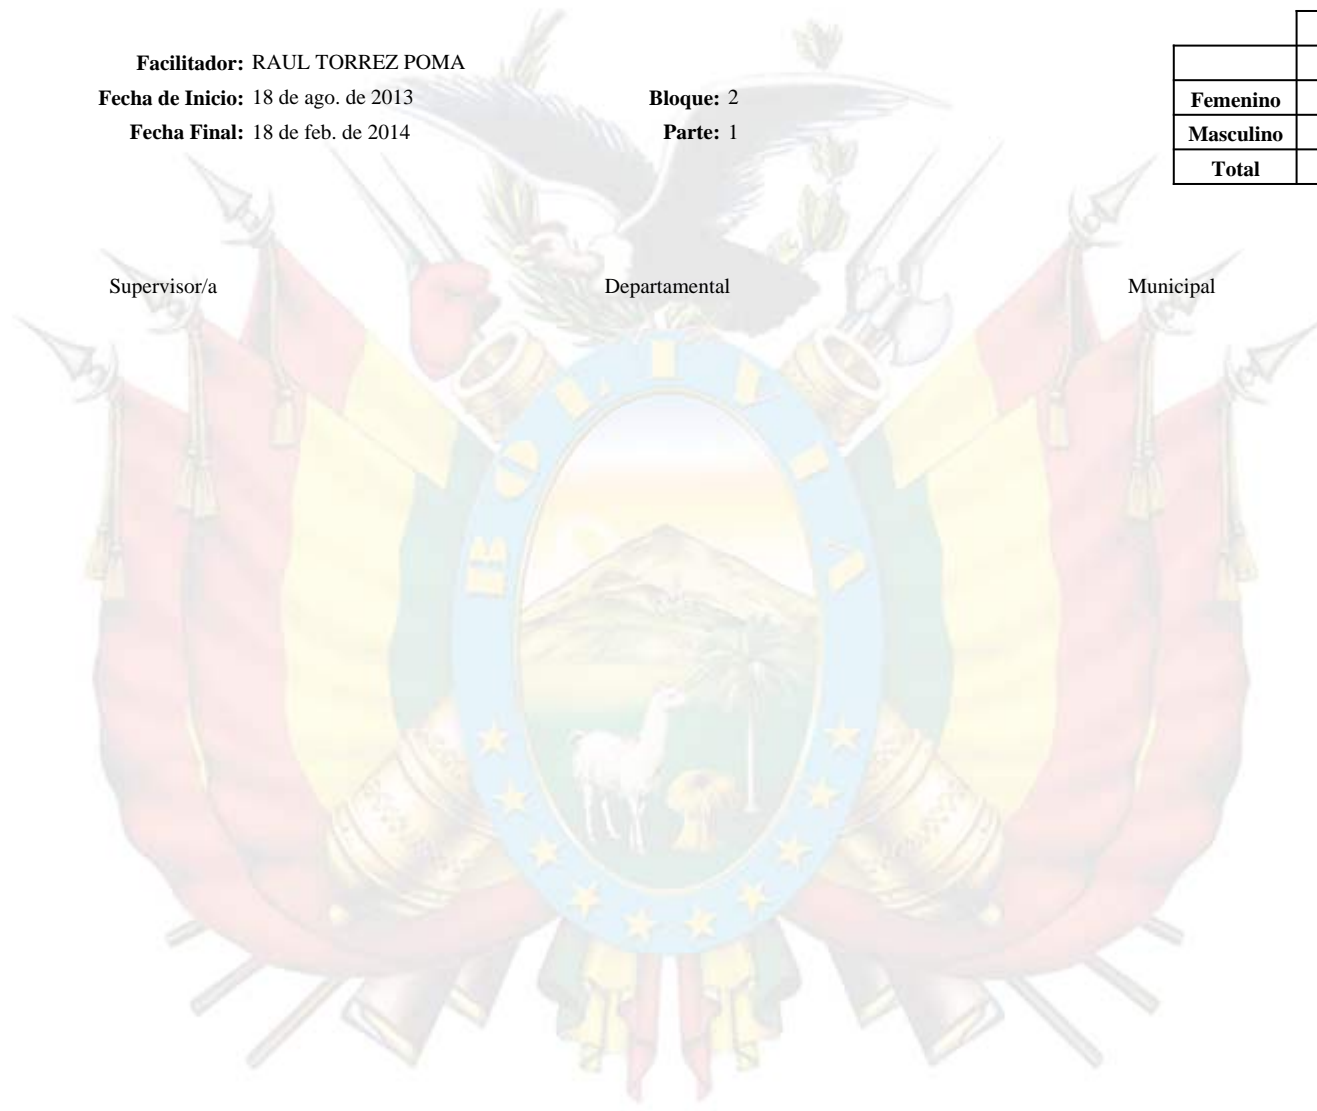 Facilitador: RAUL TORREZ POMA
Fecha de Inicio: 18 de ago. de 2013 Bloque: 2
Fecha Final: 18 de feb. de 2014 Parte: 1
Femenino
Masculino
Total
Supervisor/a Departamental Municipal
BOLIVIA